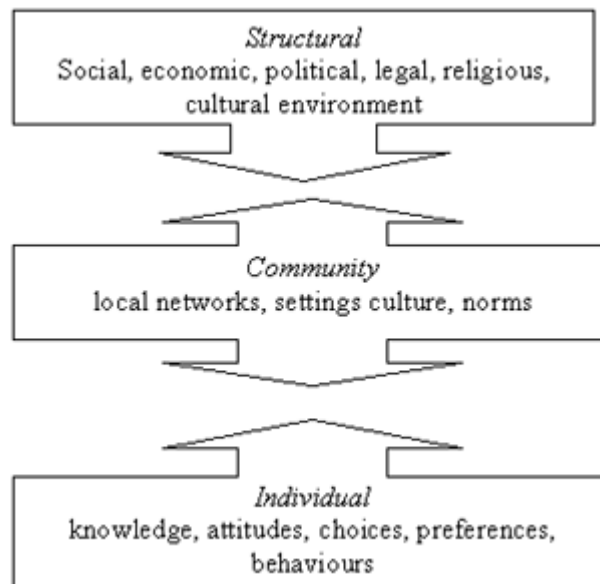 Structural
Social, economic, political, legal, religious,
cultural environment
Community
local networks, settings culture, norms
Individual
knowledge, attitudes, choices, preferences,
behaviours